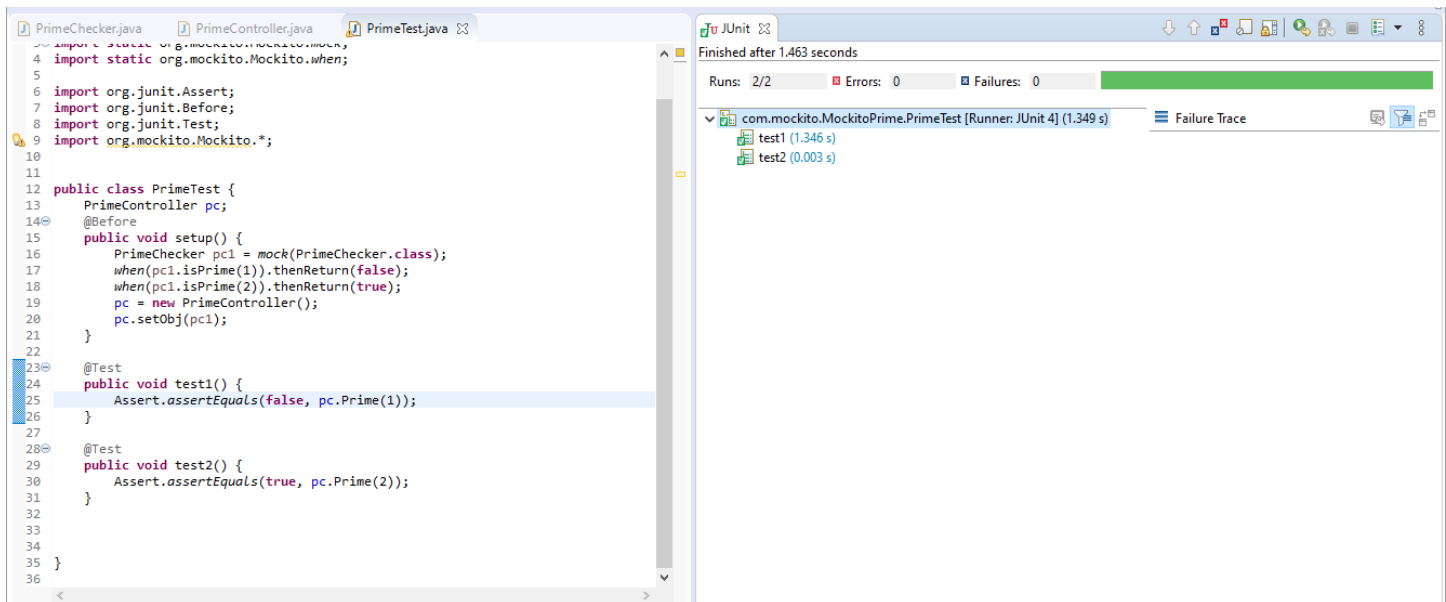 PrimeChecker.java PrimeController.java PrimeTest.java
import static org.mockito.Mockito.mock;
4 import static org.mockito.Mockito.when;
5
6 import org.junit.Assert;
7 import org.junit.Before;
8 import org.junit.Test;
9 import org.mockito.Mockito.*;
10
11
12 public class PrimeTest {
13 PrimeController pc;
14 @Before
15 public void setup() {
16 PrimeChecker pc1 = mock(PrimeChecker.class);
17 when(pc1.isPrime(1)).thenReturn(false);
18 when(pc1.isPrime(2)).thenReturn(true);
19 pc = new PrimeController();
20 pc.setObj(pc1);
21 }
22
23 @Test
24 public void test1() {
25 Assert.assertEquals(false, pc.Prime(1));
26 }
27
28 @Test
29 public void test2() {
30 Assert.assertEquals(true, pc.Prime(2));
31 }
32
33
34
35 }
36
JUnit
Finished after 1.463 seconds
Runs: 2/2 Errors: 0 Failures: 0
com.mockito.MockitoPrime.PrimeTest [Runner: JUnit 4] (1.349 s)
test1 (1.346 s)
test2 (0.003 s)
Failure Trace